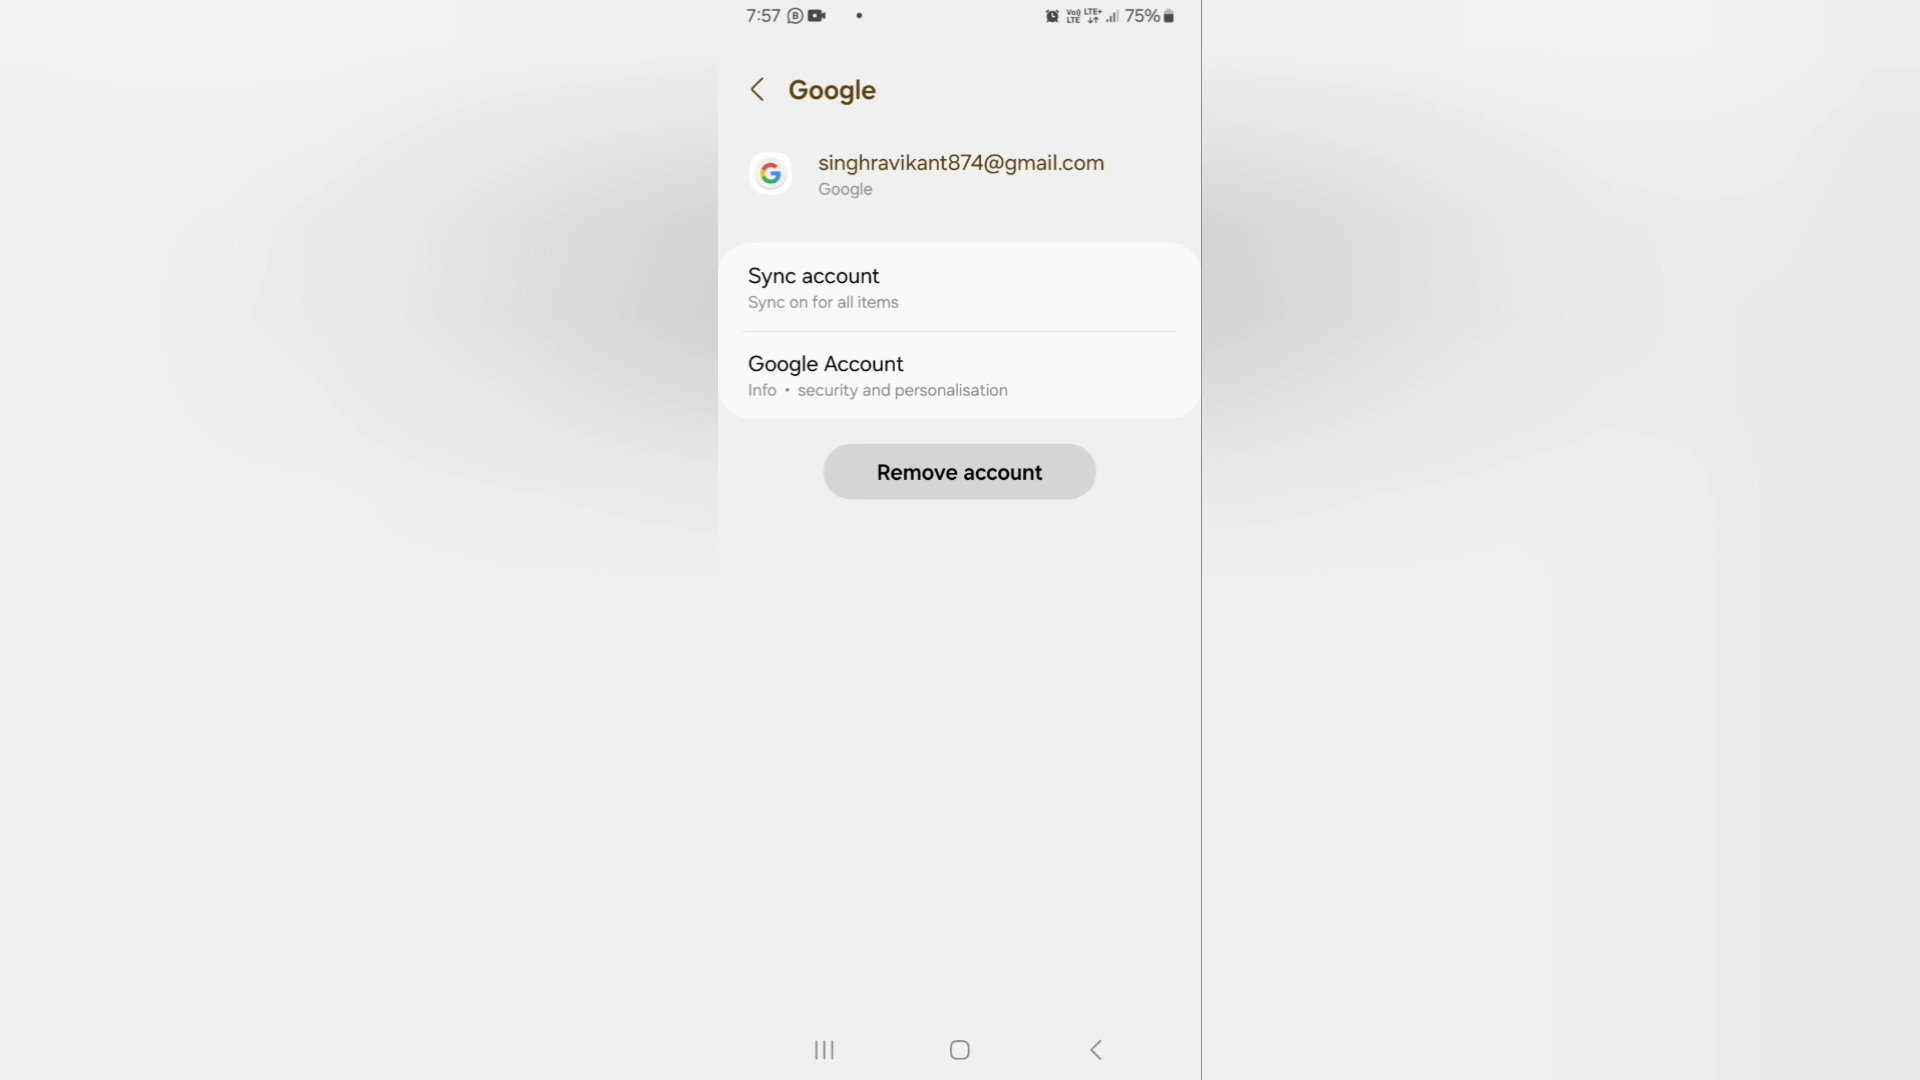 7:57 75%
Google
singhravikant874@gmail.com
Google
Sync account
Sync on for all items
Google Account
Info • security and personalisation
Remove account